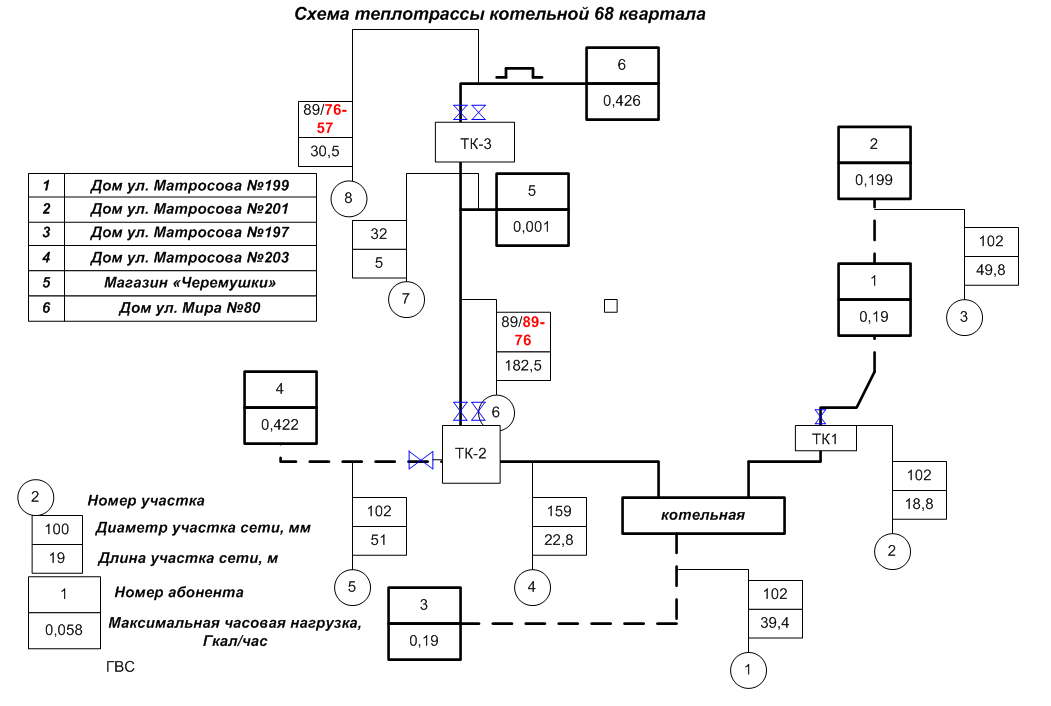 Схема теплотрассы котельной 68 квартала
6
0,426
89/76-
57
30,5
8
ТК-3
2
0,199
1 Дом ул. Матросова №199
2 Дом ул. Матросова №201
3 Дом ул. Матросова №197
4 Дом ул. Матросова №203
5 Магазин «Черемушки»
6 Дом ул. Мира №80
5
0,001
32
5
7
102
49,8
3
1
0,19
89/89-
76
182,5
6
4
0,422
ТК-2
ТК1
102
18,8
2
котельная
2 Номер участка
100 Диаметр участка сети, мм
19 Длина участка сети, м
1 Номер абонента
0,058 Максимальная часовая нагрузка,
Гкал/час
ГВС
102
51
5
159
22,8
4
3
0,19
102
39,4
1